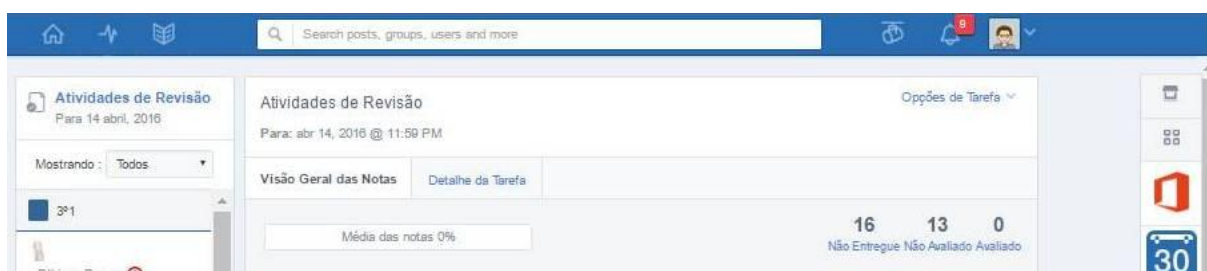 9
Search posts, groups, users and more
Atividades de Revisão
Para 14 abril, 2016
Mostrando : Todos
3º1
Atividades de Revisão
Opções de Tarefa
Para: abr 14, 2016 @ 11:59 PM
Visão Geral das Notas
Detalhe da Tarefa
Média das notas 0%
16 13 0
Não Entregue Não Avaliado Avaliado
30